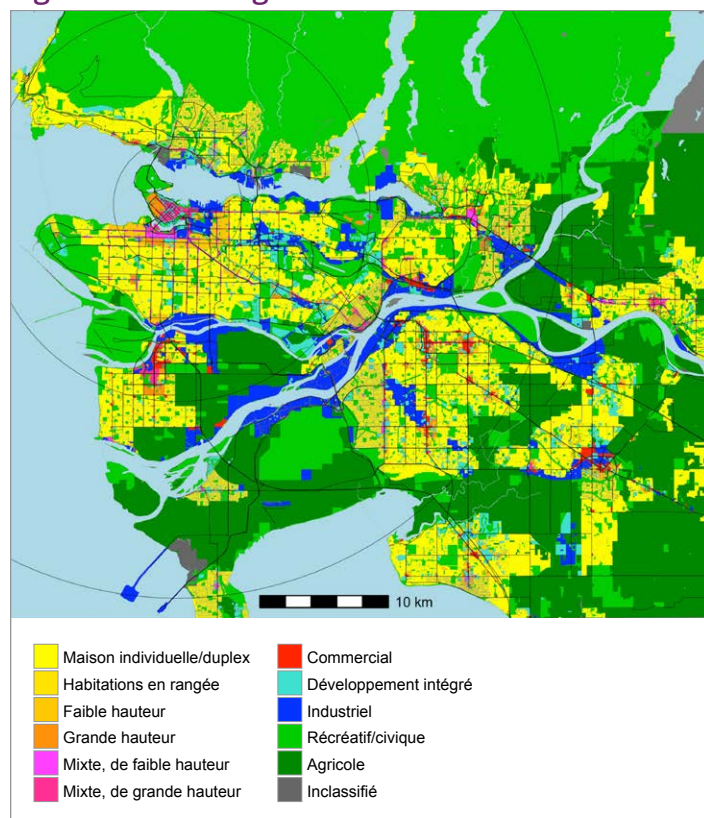 10 km
Maison individuelle/duplex
Habitations en rangée
Faible hauteur
Grande hauteur
Mixte, de faible hauteur
Mixte, de grande hauteur
Commercial
Développement intégré
Industriel
Récréatif/civique
Agricole
Inclassifié